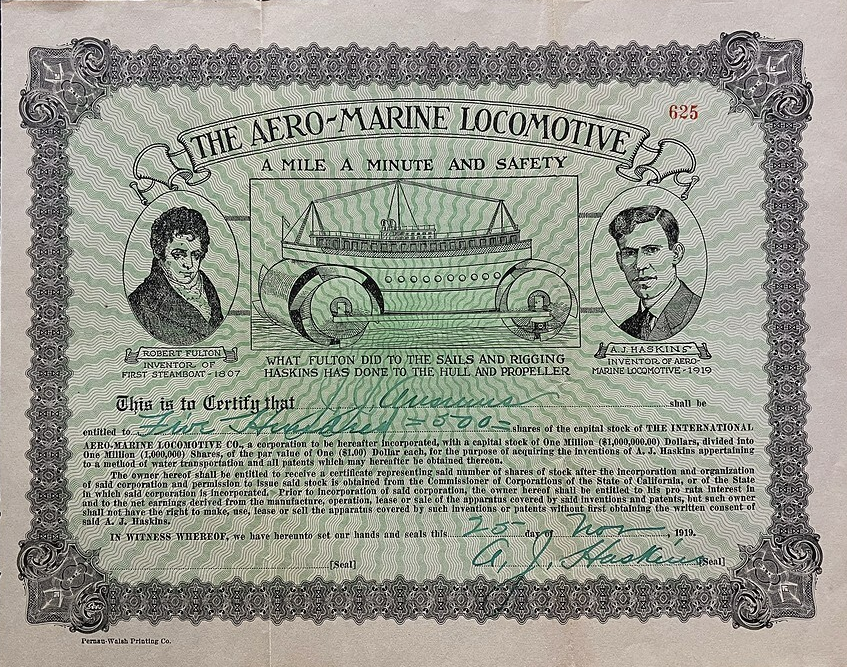 625
THE AERO-MARINE LOCOMOTIVE
A MILE A MINUTE AND SAFETY
ROBERT FULTON
INVENTOR OF
FIRST STEAMBOAT - 1807
A.J. HASKINS
INVENTOR OF AERO-
MARINE LOCOMOTIVE - 1919
WHAT FULTON DID TO THE SAILS AND RIGGING
HASKINS HAS DONE TO THE HULL AND PROPELLER
This is to Certify that J. J. shall be
entitled to Five Hundred =500= shares of the capital stock of THE INTERNATIONAL
AERO-MARINE LOCOMOTIVE CO., a corporation to be hereafter incorporated, with a capital stock of One Million ($1,000,000.00) Dollars, divided into
One Million (1,000,000) Shares, of the par value of One ($1.00) Dollar each, for the purpose of acquiring the inventions of A. J. Haskins appertaining
to a method of water transportation and all patents which may hereafter be obtained thereon.
The owner hereof shall be entitled to receive a certificate representing said number of shares of stock after the incorporation and organization
of said corporation and permission to issue said stock is obtained from the Commissioner of Corporations of the State of California, or of the State
in which said corporation is incorporated. Prior to incorporation of said corporation, the owner hereof shall be entitled to his pro rata interest in
and to the net earnings derived from the manufacture, operation, lease or sale of the apparatus covered by said inventions and patents, but such owner
shall not have the right to make, use, lease or sell the apparatus covered by such inventions or patents without first obtaining the written consent of
said A. J. Haskins.
IN WITNESS WHEREOF, we have hereunto set our hands and seals this 25 day of Nov, 1919.
[Seal] A. J. Haskins [Seal]
Pernau-Walsh Printing Co.